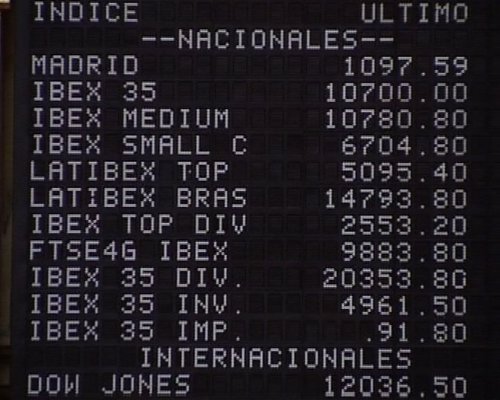 INDICE ULTIMO
--NACIONALES--
MADRID 1097.59
IBEX 35 10700.00
IBEX MEDIUM 10780.80
IBEX SMALL C 6704.80
LATIBEX TOP 5095.40
LATIBEX BRAS 14793.80
IBEX TOP DIV 2553.20
FTSE4G IBEX 9883.80
IBEX 35 DIV. 20353.80
IBEX 35 INV. 4961.50
IBEX 35 IMP. .91.80
INTERNACIONALES
DOW JONES 12036.50